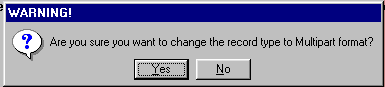 WARNING!
Are you sure you want to change the record type to Multipart format?
Yes No